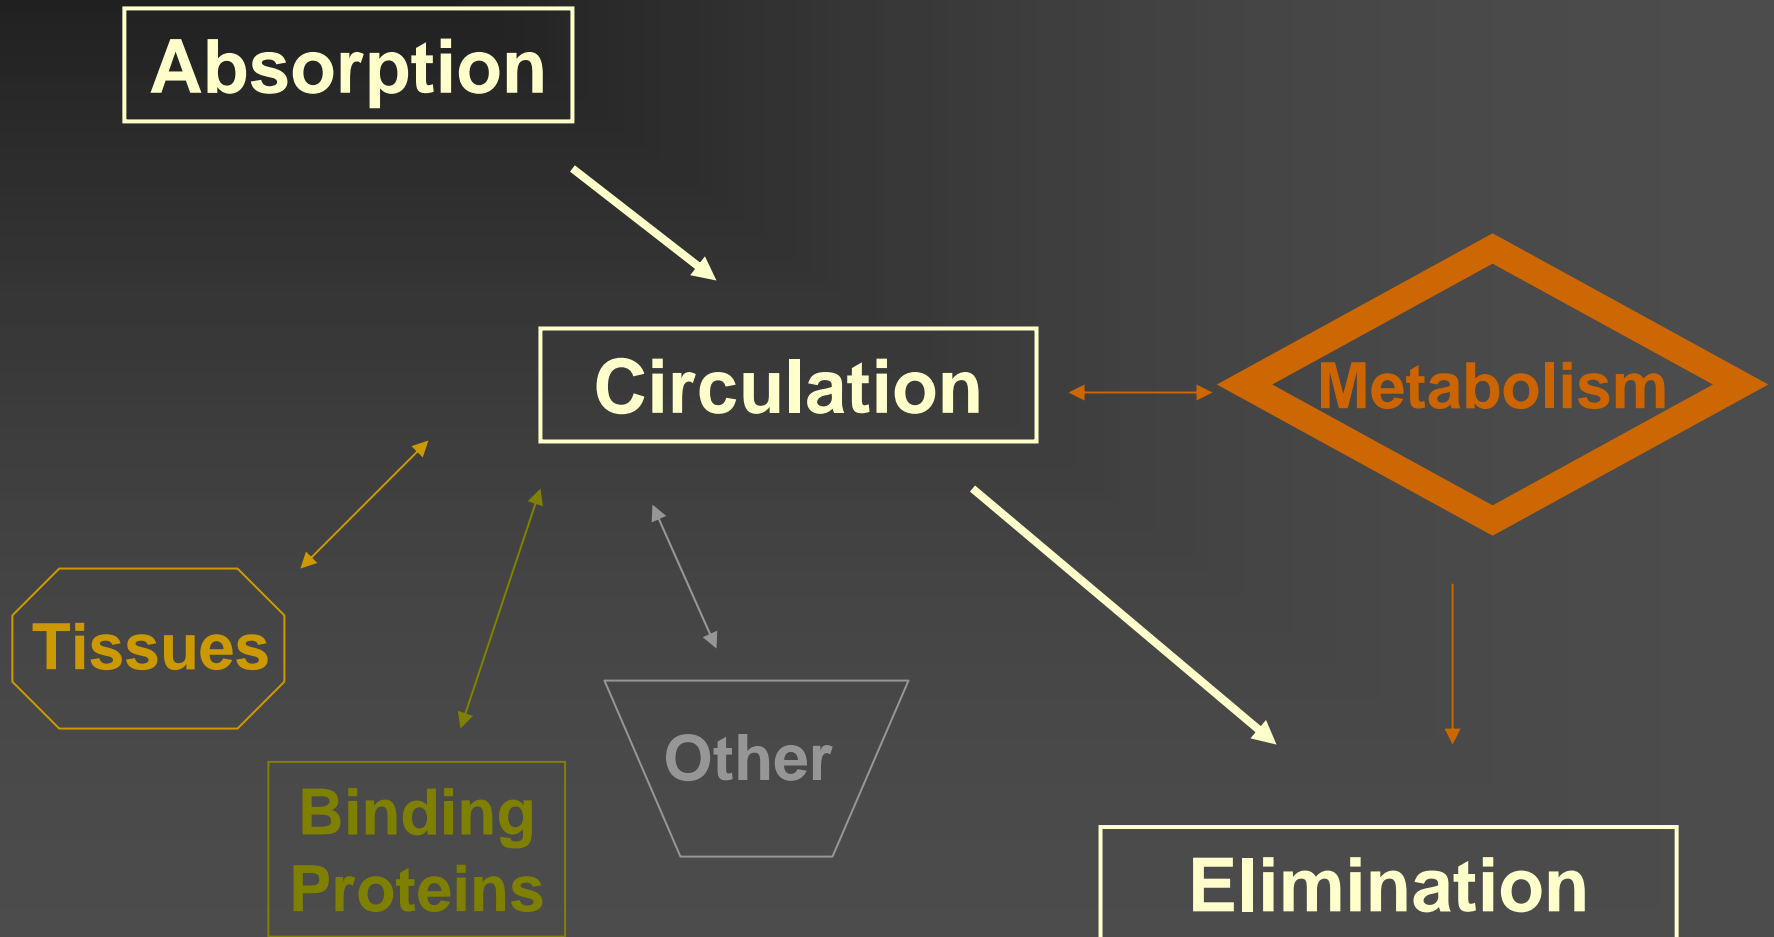 Absorption
Circulation
Metabolism
Tissues
Other
Binding
Proteins
Elimination